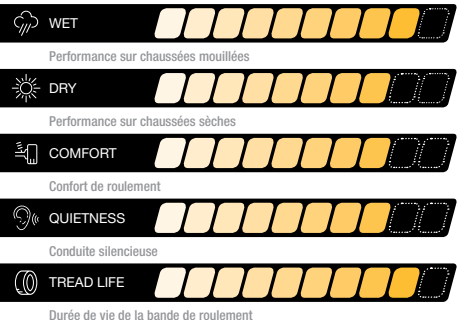 WET
Performance sur chaussées mouillées
DRY
Performance sur chaussées sèches
COMFORT
Confort de roulement
QUIETNESS
Conduite silencieuse
TREAD LIFE
Durée de vie de la bande de roulement